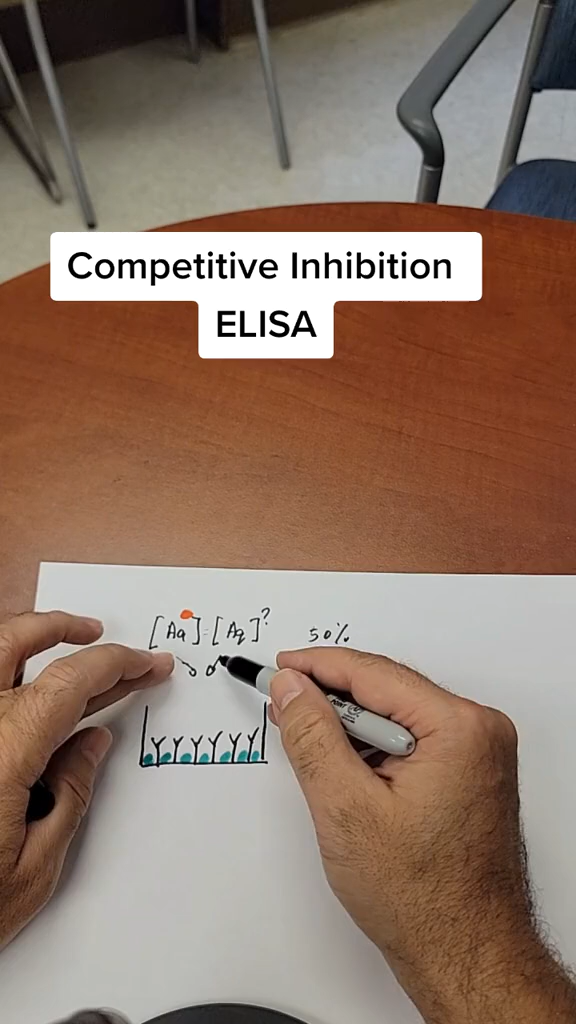 Competitive Inhibition
ELISA
[Ag] = [Ag]? 50%